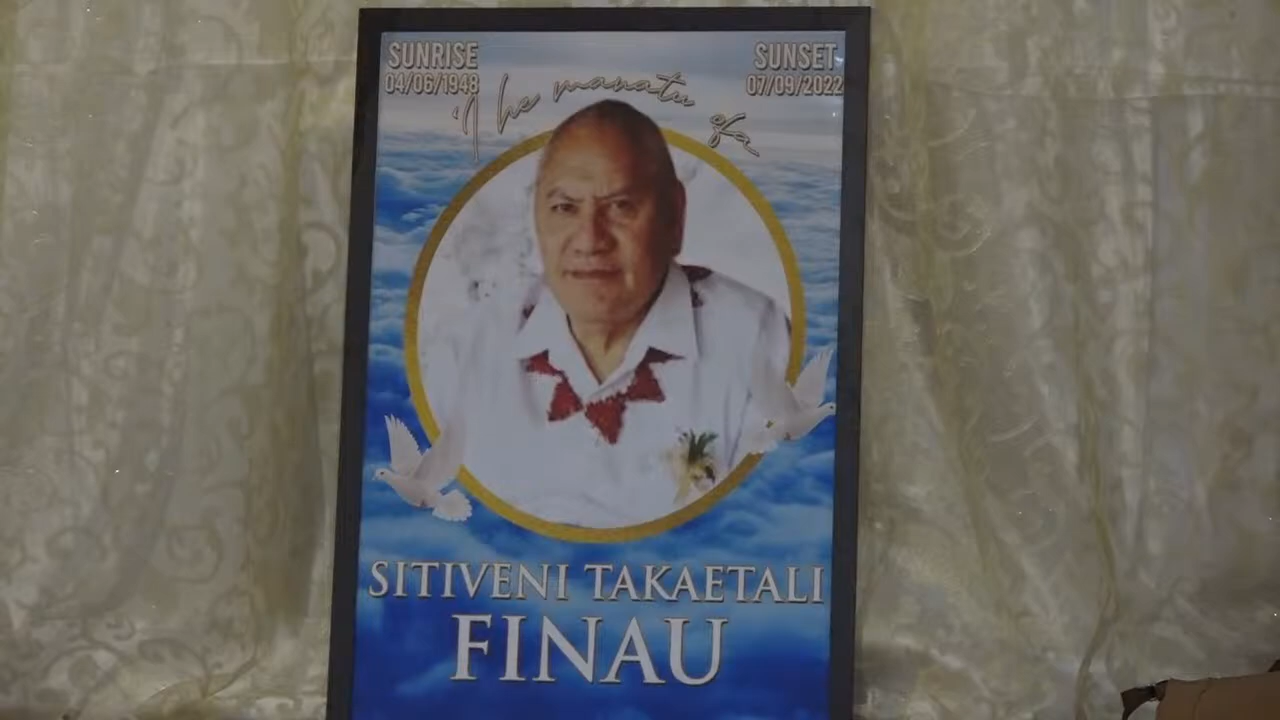 SUNRISE
04/06/1948
SUNSET
07/09/2022
'I he manatu ofa
SITIVENI TAKAETALI
FINAU